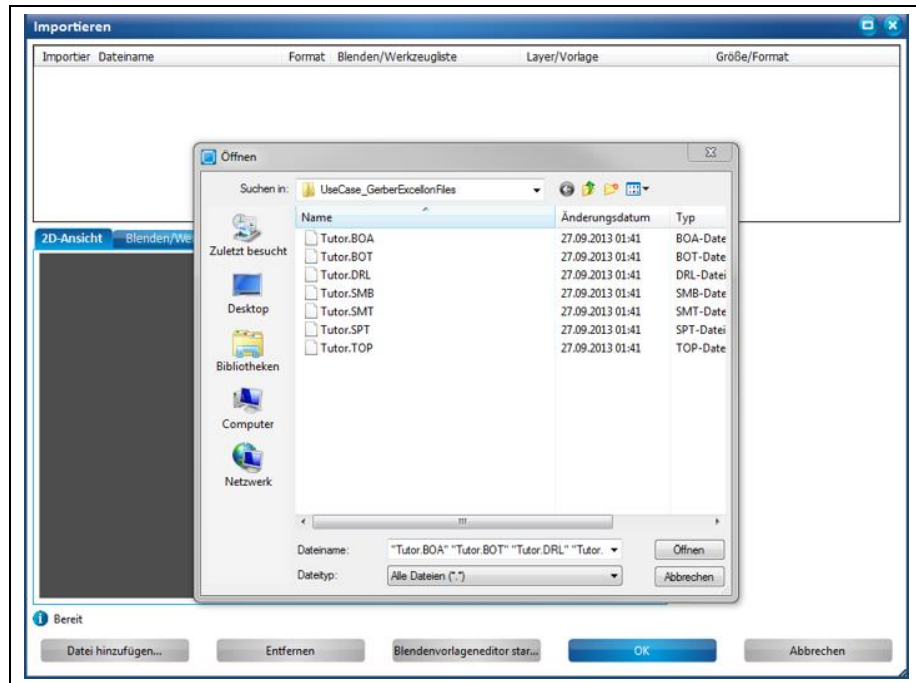 Importieren
Importier Dateiname Format Blenden/Werkzeugliste Layer/Vorlage Größe/Format
Öffnen
Suchen in: UseCase_GerberExcellonFiles
Name Änderungsdatum Typ
Tutor.BOA 27.09.2013 01:41 BOA-Date
Tutor.BOT 27.09.2013 01:41 BOT-Date
Tutor.DRL 27.09.2013 01:41 DRL-Datei
Tutor.SMB 27.09.2013 01:41 SMB-Date
Tutor.SMT 27.09.2013 01:41 SMT-Date
Tutor.SPT 27.09.2013 01:41 SPT-Datei
Tutor.TOP 27.09.2013 01:41 TOP-Date
2D-Ansicht Blenden/We
Zuletzt besucht
Desktop
Bibliotheken
Computer
Netzwerk
Dateiname: "Tutor.BOA" "Tutor.BOT" "Tutor.DRL" "Tutor. Öffnen
Dateityp: Alle Dateien (*.*) Abbrechen
Bereit
Datei hinzufügen... Entfernen Blendenvorlageneditor star... OK Abbrechen